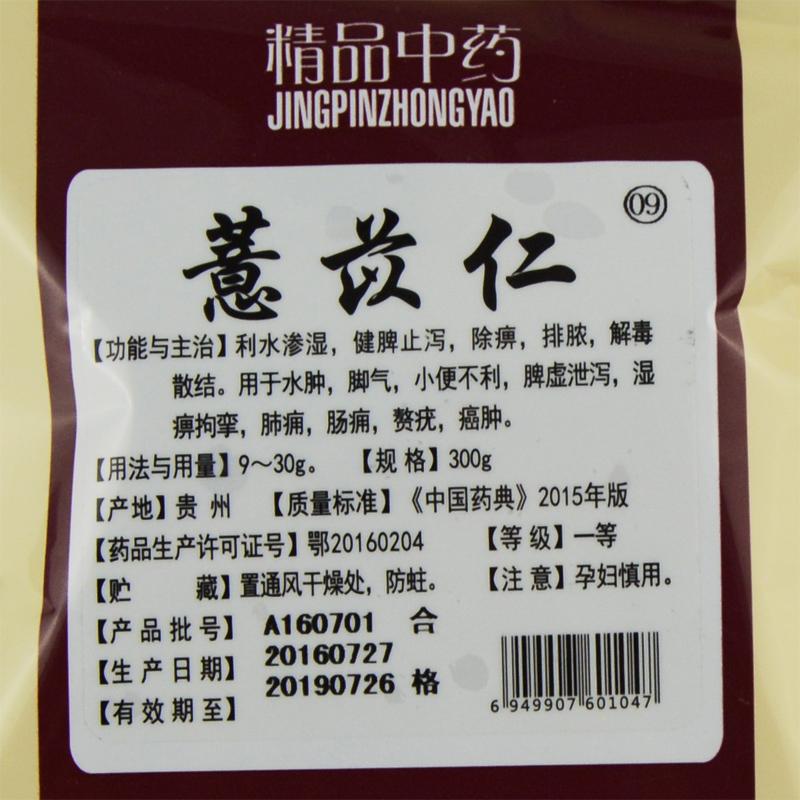 精品中药
JINGPINZHONGYAO
09
薏苡仁
【功能与主治】利水渗湿，健脾止泻，除痹，排脓，解毒
散结。用于水肿，脚气，小便不利，脾虚泄泻，湿
痹拘挛，肺痈，肠痈，赘疣，癌肿。
【用法与用量】9～30g。 【规格】300g
【产地】贵州 【质量标准】《中国药典》2015年版
【药品生产许可证号】鄂20160204 【等级】一等
【贮 藏】置通风干燥处，防蛀。 【注意】孕妇慎用。
【产品批号】 A160701 合
【生产日期】 20160727
【有效期至】 20190726 格
6 949907 601047